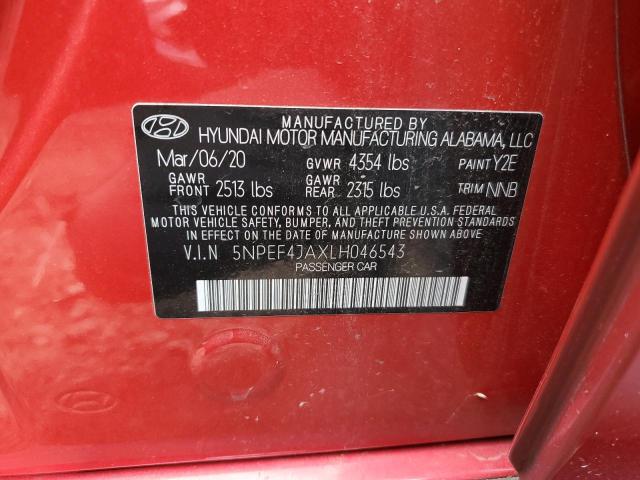 MANUFACTURED BY
HYUNDAI MOTOR MANUFACTURING ALABAMA, LLC
Mar/06/20 GVWR 4354 lbs PAINT Y2E
GAWR FRONT 2513 lbs GAWR REAR 2315 lbs TRIM NNB
THIS VEHICLE CONFORMS TO ALL APPLICABLE U.S.A. FEDERAL
MOTOR VEHICLE SAFETY, BUMPER, AND THEFT PREVENTION STANDARDS
IN EFFECT ON THE DATE OF MANUFACTURE SHOWN ABOVE.
V.I.N 5NPEF4JAXLH046543
PASSENGER CAR